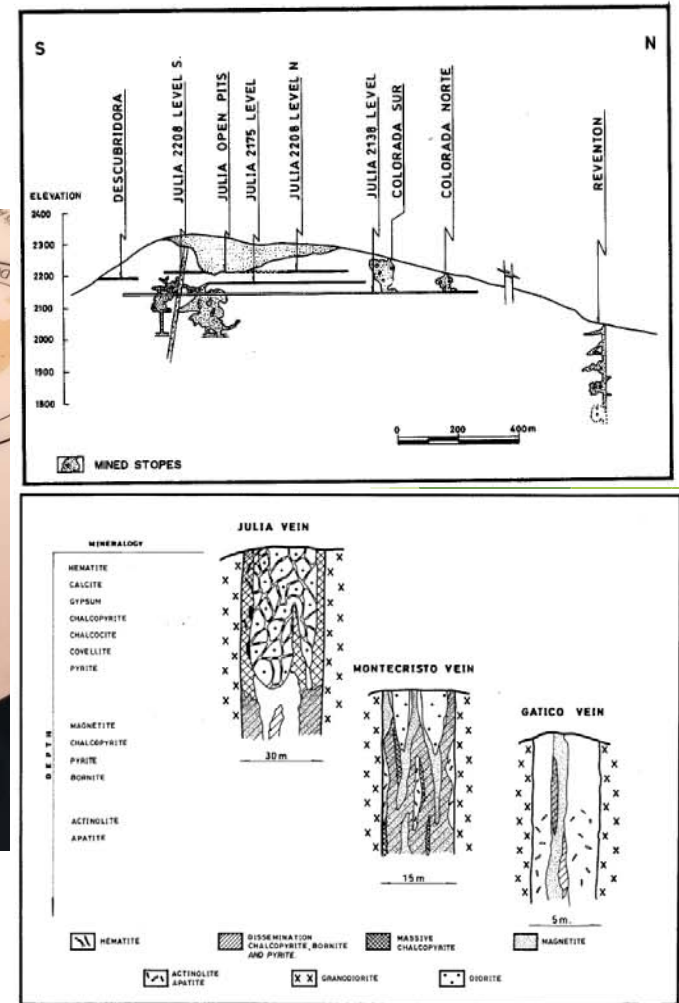 S
N
DESCUBRIDORA
JULIA 2208 LEVEL S.
JULIA OPEN PITS
JULIA 2175 LEVEL
JULIA 2208 LEVEL N
JULIA 2138 LEVEL
COLORADA SUR
COLORADA NORTE
REVENTON
ELEVATION
2400
2300
2200
2100
2000
1900
1800
0 200 400m
MINED STOPES
JULIA VEIN
MINERALOGY
HEMATITE
CALCITE
GYPSUM
CHALCOPYRITE
CHALCOCITE
COVELLITE
PYRITE
MONTECRISTO VEIN
GATICO VEIN
DEPTH
MAGNETITE
CHALCOPYRITE
PYRITE
BORNITE
ACTINOLITE
APATITE
30m
15m
5m.
HEMATITE
DISSEMINATION
CHALCOPYRITE, BORNITE
AND PYRITE.
MASSIVE
CHALCOPYRITE
MAGNETITE
ACTINOLITE
APATITE
GRANODIORITE
DIORITE